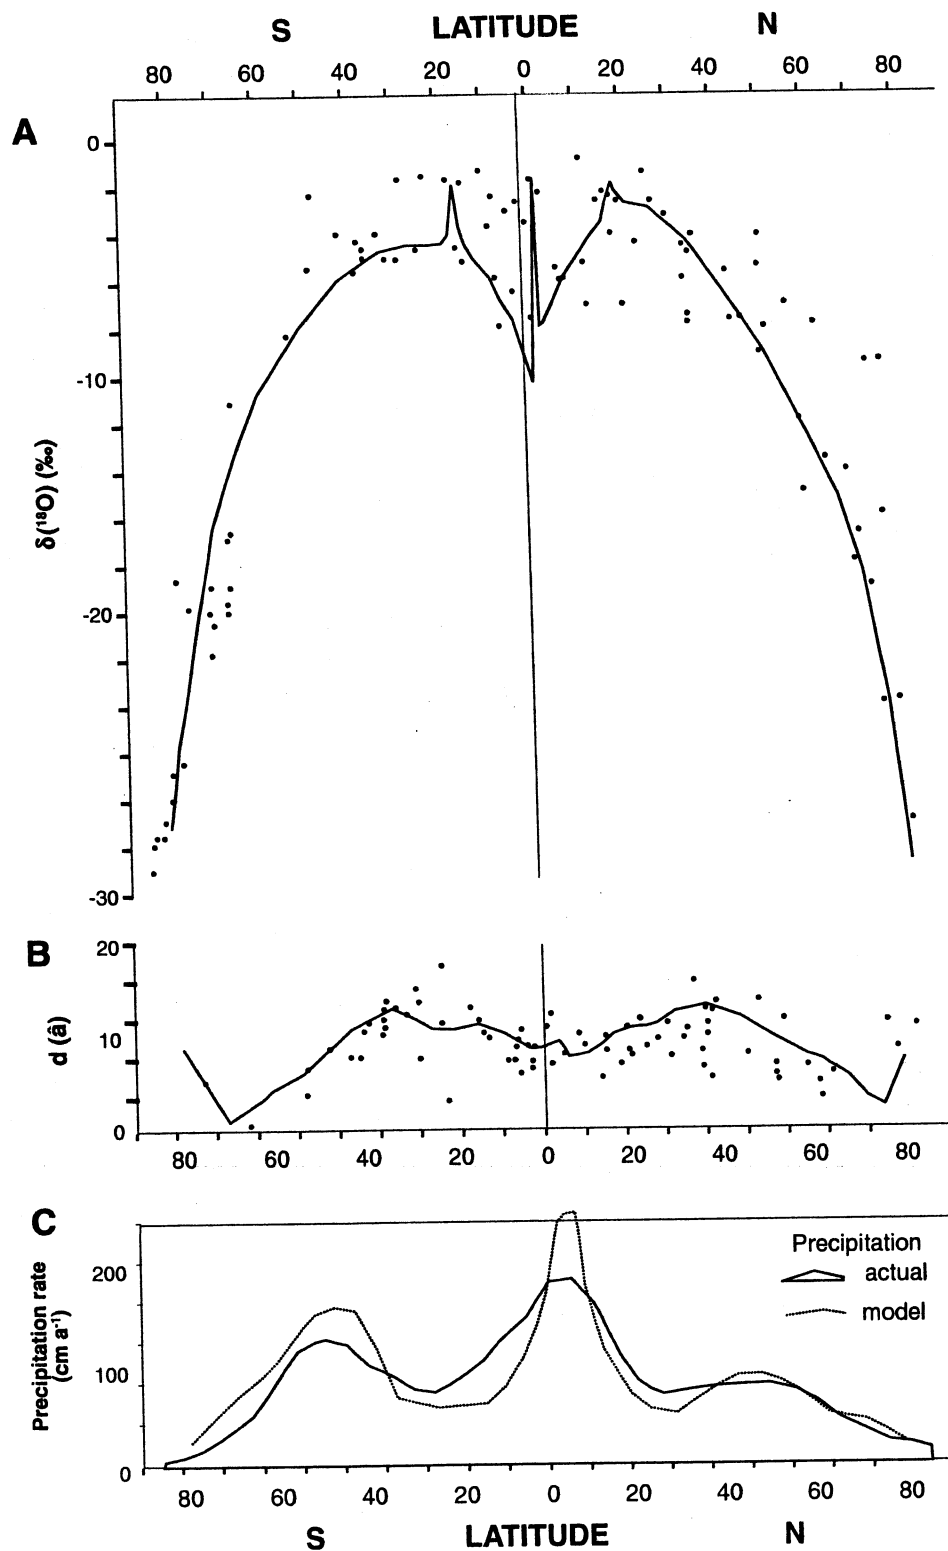 S LATITUDE N
80 60 40 20 0 20 40 60 80
A
0
-10
δ(¹⁸O) (‰)
-20
-30
B
20
10
d (â)
0
80 60 40 20 0 20 40 60 80
C
Precipitation rate
(cm a⁻¹)
200
100
0
Precipitation
actual
model
80 60 40 20 0 20 40 60 80
S LATITUDE N